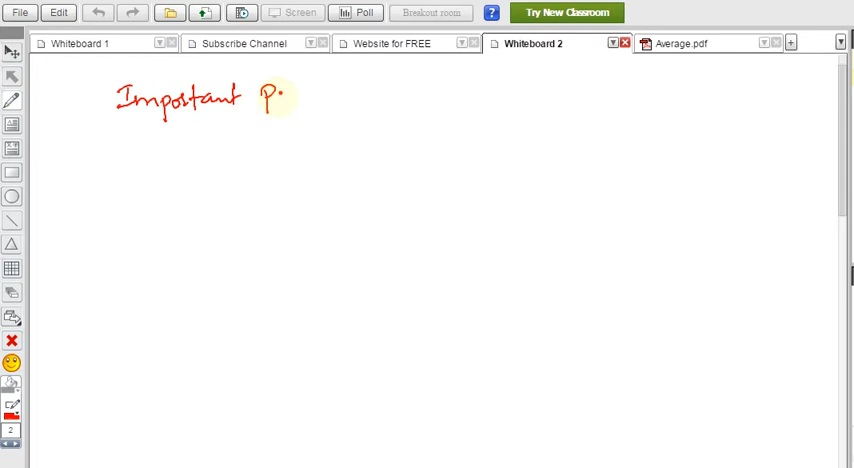 File Edit Screen Poll Breakout room ? Try New Classroom
Whiteboard 1 Subscribe Channel Website for FREE Whiteboard 2 Average.pdf +
Important P
2